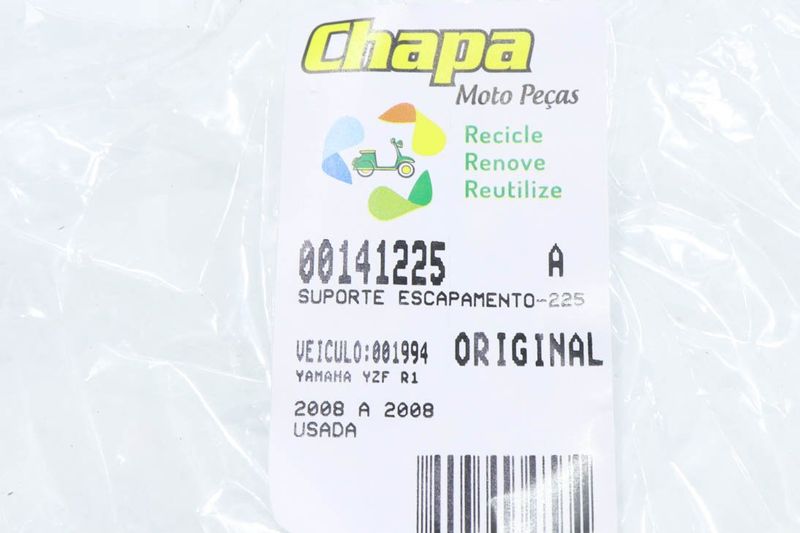 Chapa
Moto Peças
Recicle
Renove
Reutilize
00141225 A
SUPORTE ESCAPAMENTO-225
VEICULO:001994 ORIGINAL
YAMAHA YZF R1
2008 A 2008
USADA